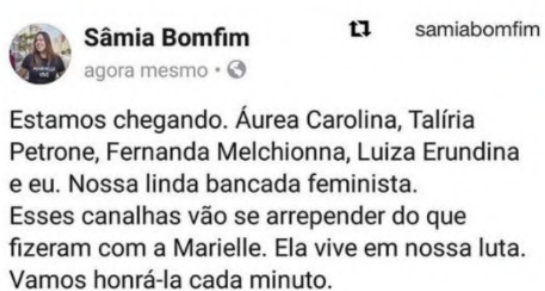 Sâmia Bomfim
samiabomfim
agora mesmo ·
Estamos chegando. Áurea Carolina, Talíria
Petrone, Fernanda Melchionna, Luiza Erundina
e eu. Nossa linda bancada feminista.
Esses canalhas vão se arrepender do que
fizeram com a Marielle. Ela vive em nossa luta.
Vamos honrá-la cada minuto.